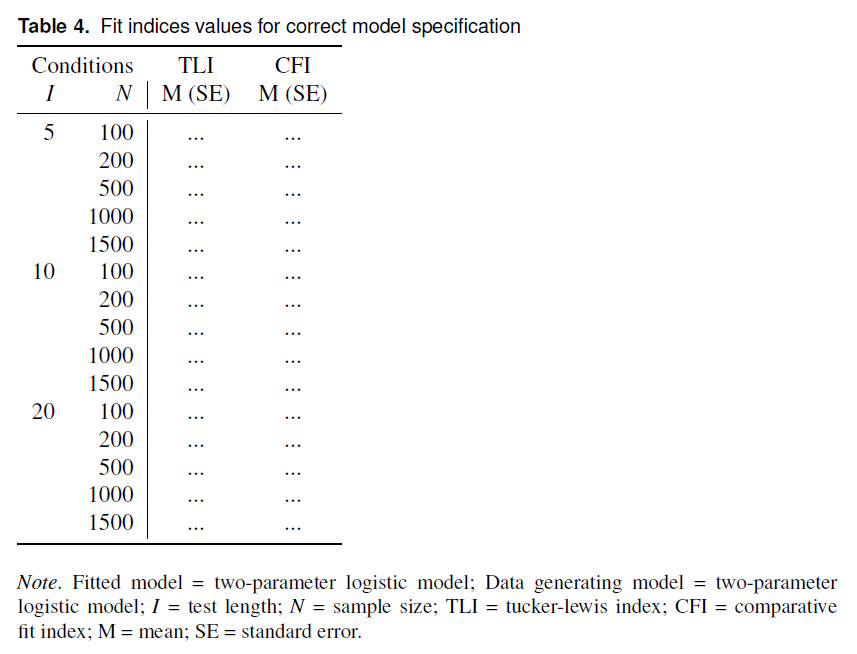 Table 4. Fit indices values for correct model specification
Conditions TLI CFI
I N M (SE) M (SE)
5 100 ... ...
200 ... ...
500 ... ...
1000 ... ...
1500 ... ...
10 100 ... ...
200 ... ...
500 ... ...
1000 ... ...
1500 ... ...
20 100 ... ...
200 ... ...
500 ... ...
1000 ... ...
1500 ... ...
Note. Fitted model = two-parameter logistic model; Data generating model = two-parameter
logistic model; I = test length; N = sample size; TLI = tucker-lewis index; CFI = comparative
fit index; M = mean; SE = standard error.